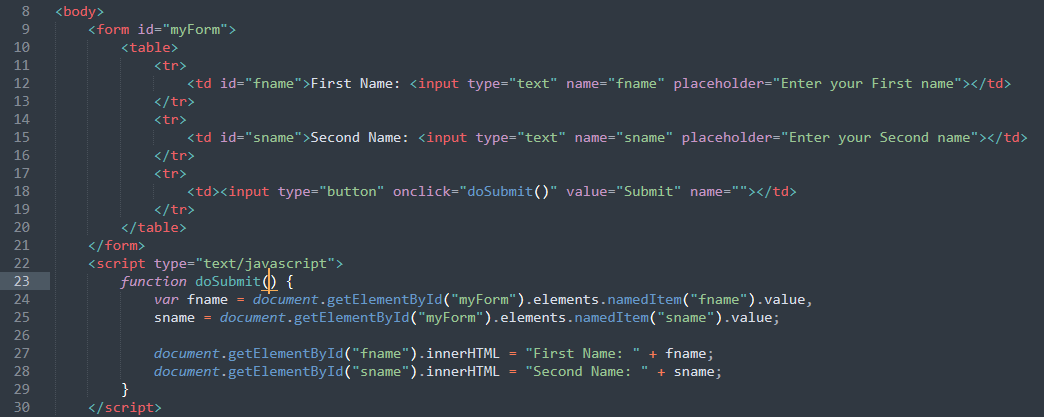 8 <body>
9 <form id="myForm">
10 <table>
11 <tr>
12 <td id="fname">First Name: <input type="text" name="fname" placeholder="Enter your First name"></td>
13 </tr>
14 <tr>
15 <td id="sname">Second Name: <input type="text" name="sname" placeholder="Enter your Second name"></td>
16 </tr>
17 <tr>
18 <td><input type="button" onclick="doSubmit()" value="Submit" name=""></td>
19 </tr>
20 </table>
21 </form>
22 <script type="text/javascript">
23 function doSubmit() {
24 var fname = document.getElementById("myForm").elements.namedItem("fname").value,
25 sname = document.getElementById("myForm").elements.namedItem("sname").value;
26
27 document.getElementById("fname").innerHTML = "First Name: " + fname;
28 document.getElementById("sname").innerHTML = "Second Name: " + sname;
29 }
30 </script>